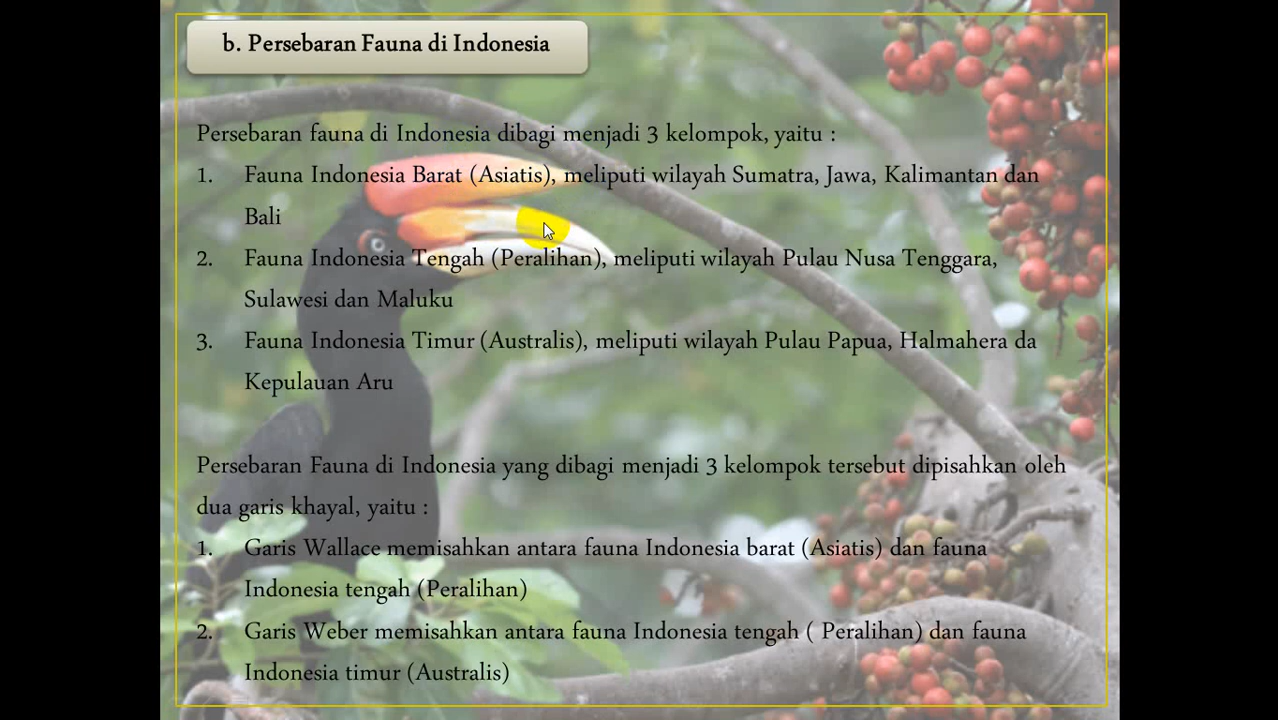 b. Persebaran Fauna di Indonesia
Persebaran fauna di Indonesia dibagi menjadi 3 kelompok, yaitu :
1. Fauna Indonesia Barat (Asiatis), meliputi wilayah Sumatra, Jawa, Kalimantan dan
Bali
2. Fauna Indonesia Tengah (Peralihan), meliputi wilayah Pulau Nusa Tenggara,
Sulawesi dan Maluku
3. Fauna Indonesia Timur (Australis), meliputi wilayah Pulau Papua, Halmahera da
Kepulauan Aru
Persebaran Fauna di Indonesia yang dibagi menjadi 3 kelompok tersebut dipisahkan oleh
dua garis khayal, yaitu :
1. Garis Wallace memisahkan antara fauna Indonesia barat (Asiatis) dan fauna
Indonesia tengah (Peralihan)
2. Garis Weber memisahkan antara fauna Indonesia tengah ( Peralihan) dan fauna
Indonesia timur (Australis)